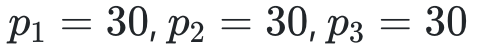 p₁ = 30, p₂ = 30, p₃ = 30